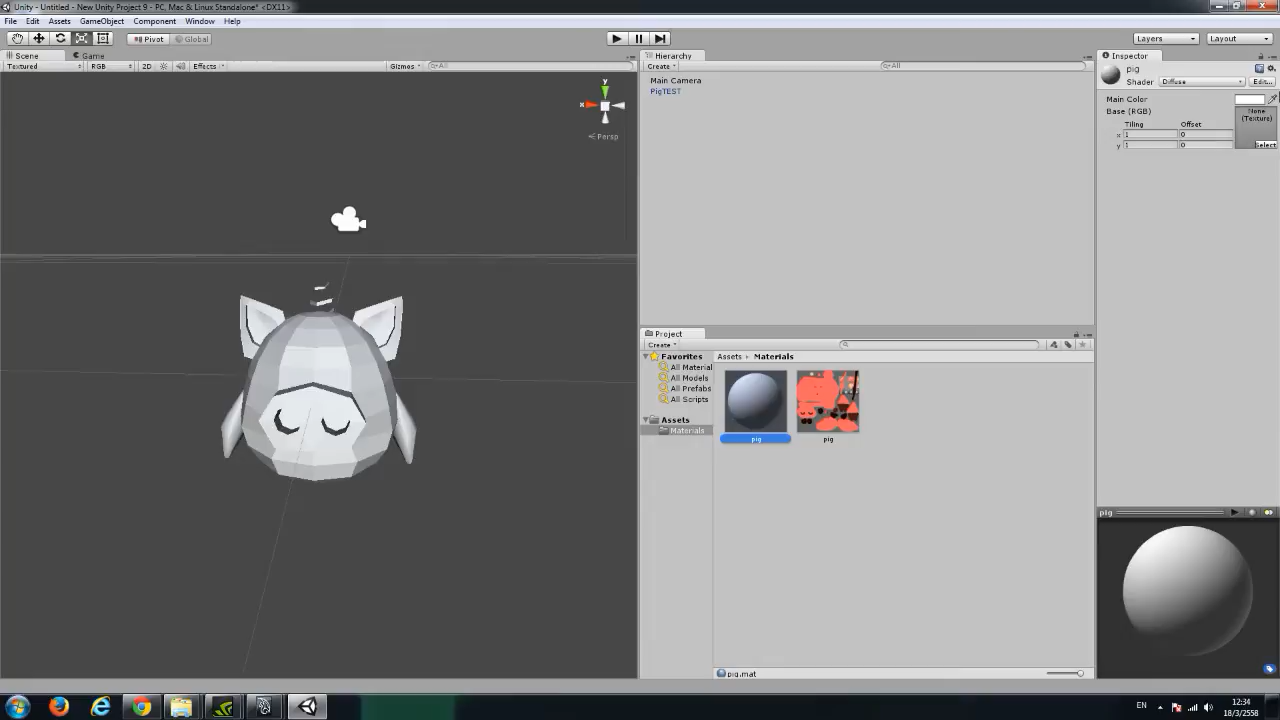 Unity - Untitled - New Unity Project 9 - PC, Mac & Linux Standalone* <DX11>
File Edit Assets GameObject Component Window Help
Pivot Global Layers Layout
Scene Game
Textured RGB 2D Effects Gizmos All
y
x
Persp
Hierarchy
Create All
Main Camera
PigTEST
Project
Create
Favorites
All Material
All Models
All Prefabs
All Scripts
Assets
Materials
Assets Materials
pig
pig
pig.mat
Inspector
pig
Shader Diffuse Edit...
Main Color
Base (RGB)
None
(Texture)
Tiling Offset
x 1 0
y 1 0
Select
pig
EN
12:34
18/3/2558